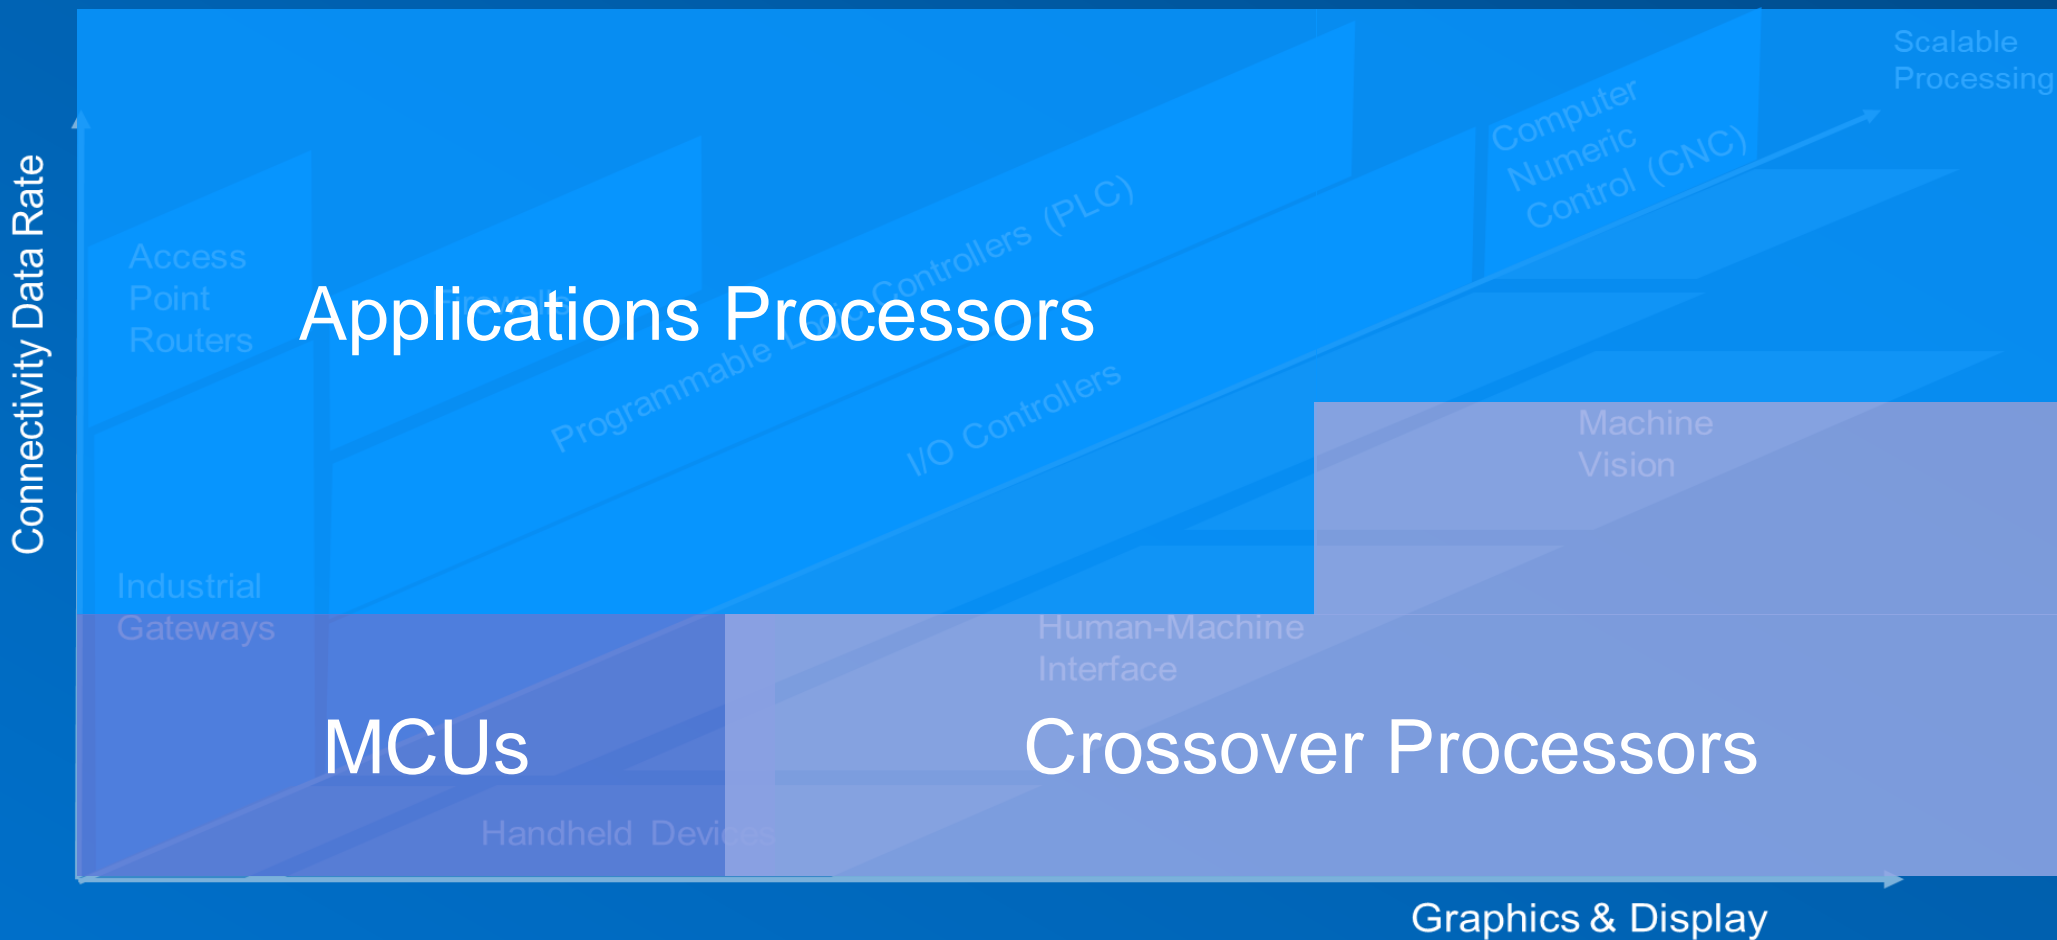 Scalable
Processing
Computer
Numeric
Control (CNC)
Connectivity Data Rate
Access
Point
Routers
Firewalls
Programmable Logic Controllers (PLC)
Applications Processors
I/O Controllers
Machine
Vision
Industrial
Gateways
Human-Machine
Interface
MCUs
Crossover Processors
Handheld Devices
Graphics & Display